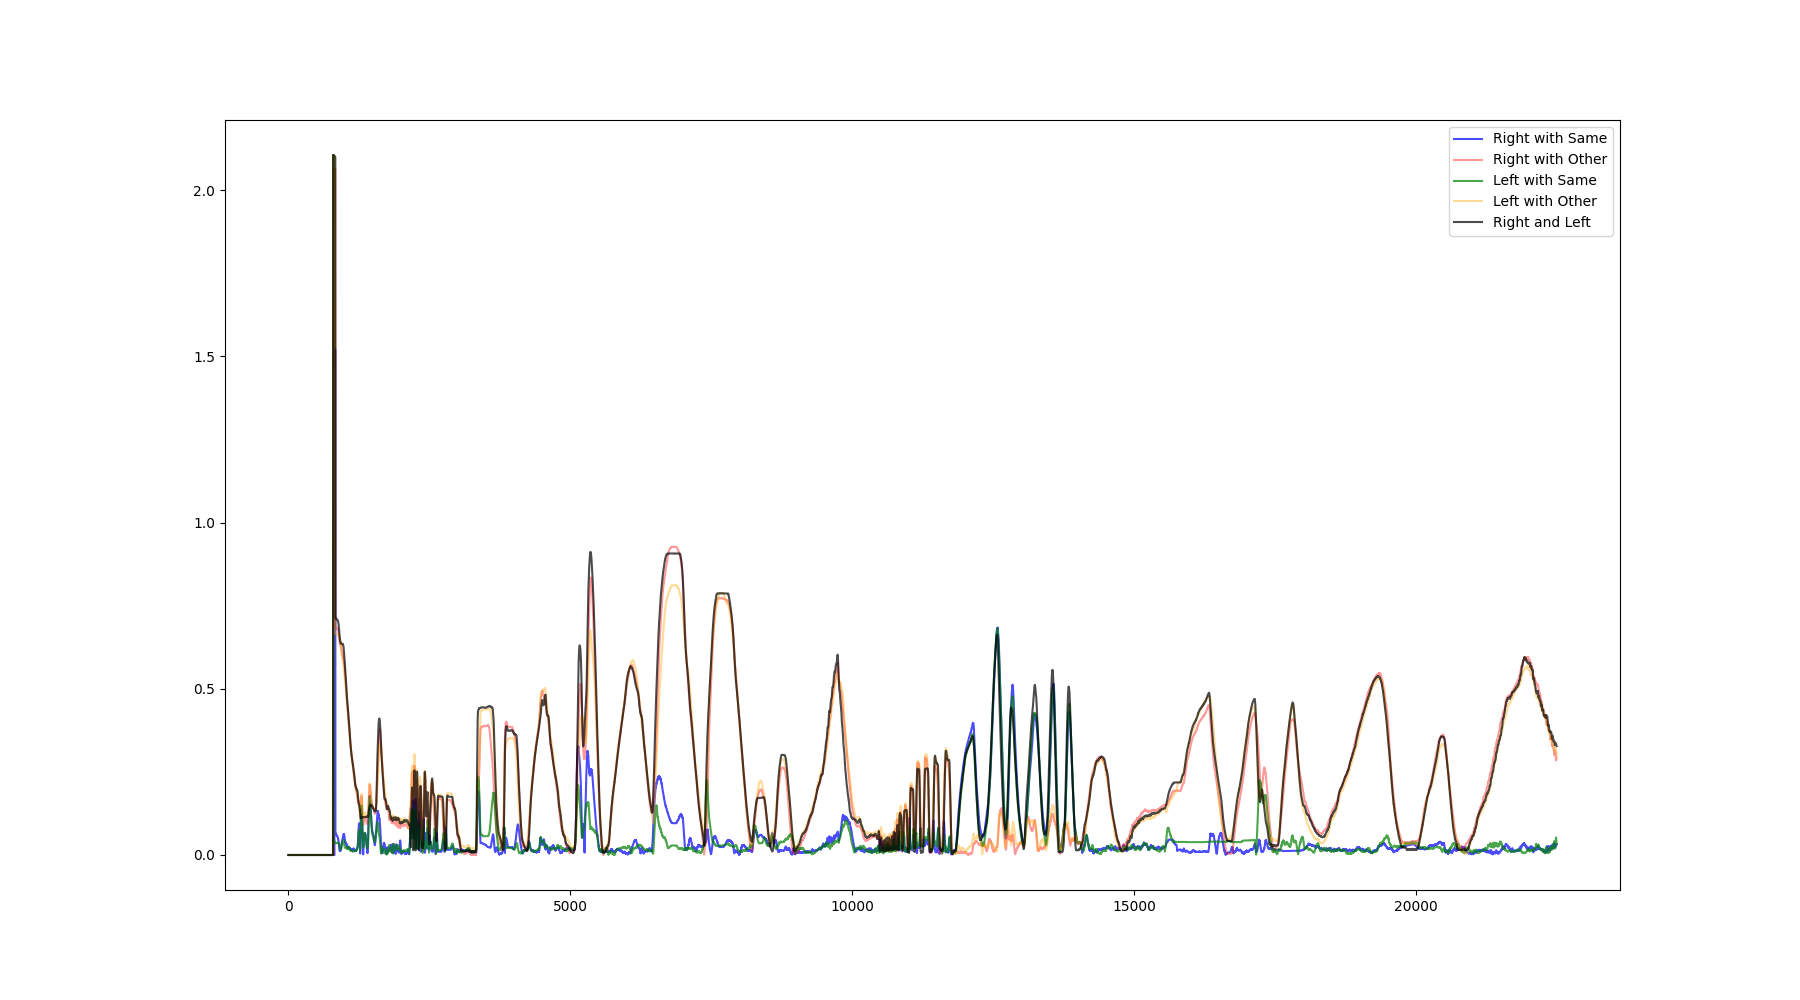 Right with Same
Right with Other
Left with Same
Left with Other
Right and Left
2.0
1.5
1.0
0.5
0.0
0 5000 10000 15000 20000